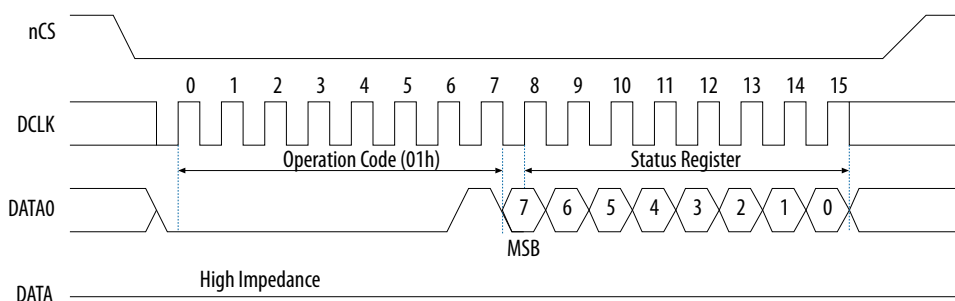 nCS
0 1 2 3 4 5 6 7 8 9 10 11 12 13 14 15
DCLK
Operation Code (01h) Status Register
DATA0 7 6 5 4 3 2 1 0
MSB
High Impedance
DATA